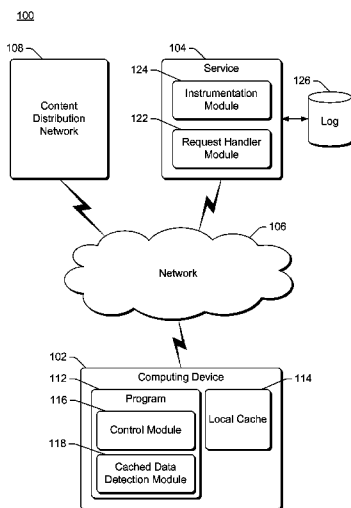 100
108
104
124
Service
126
Content
Distribution
Network
Instrumentation
Module
122
Log
Request Handler
Module
106
Network
102
Computing Device
112
114
Program
116
Control Module
Local Cache
118
Cached Data
Detection Module